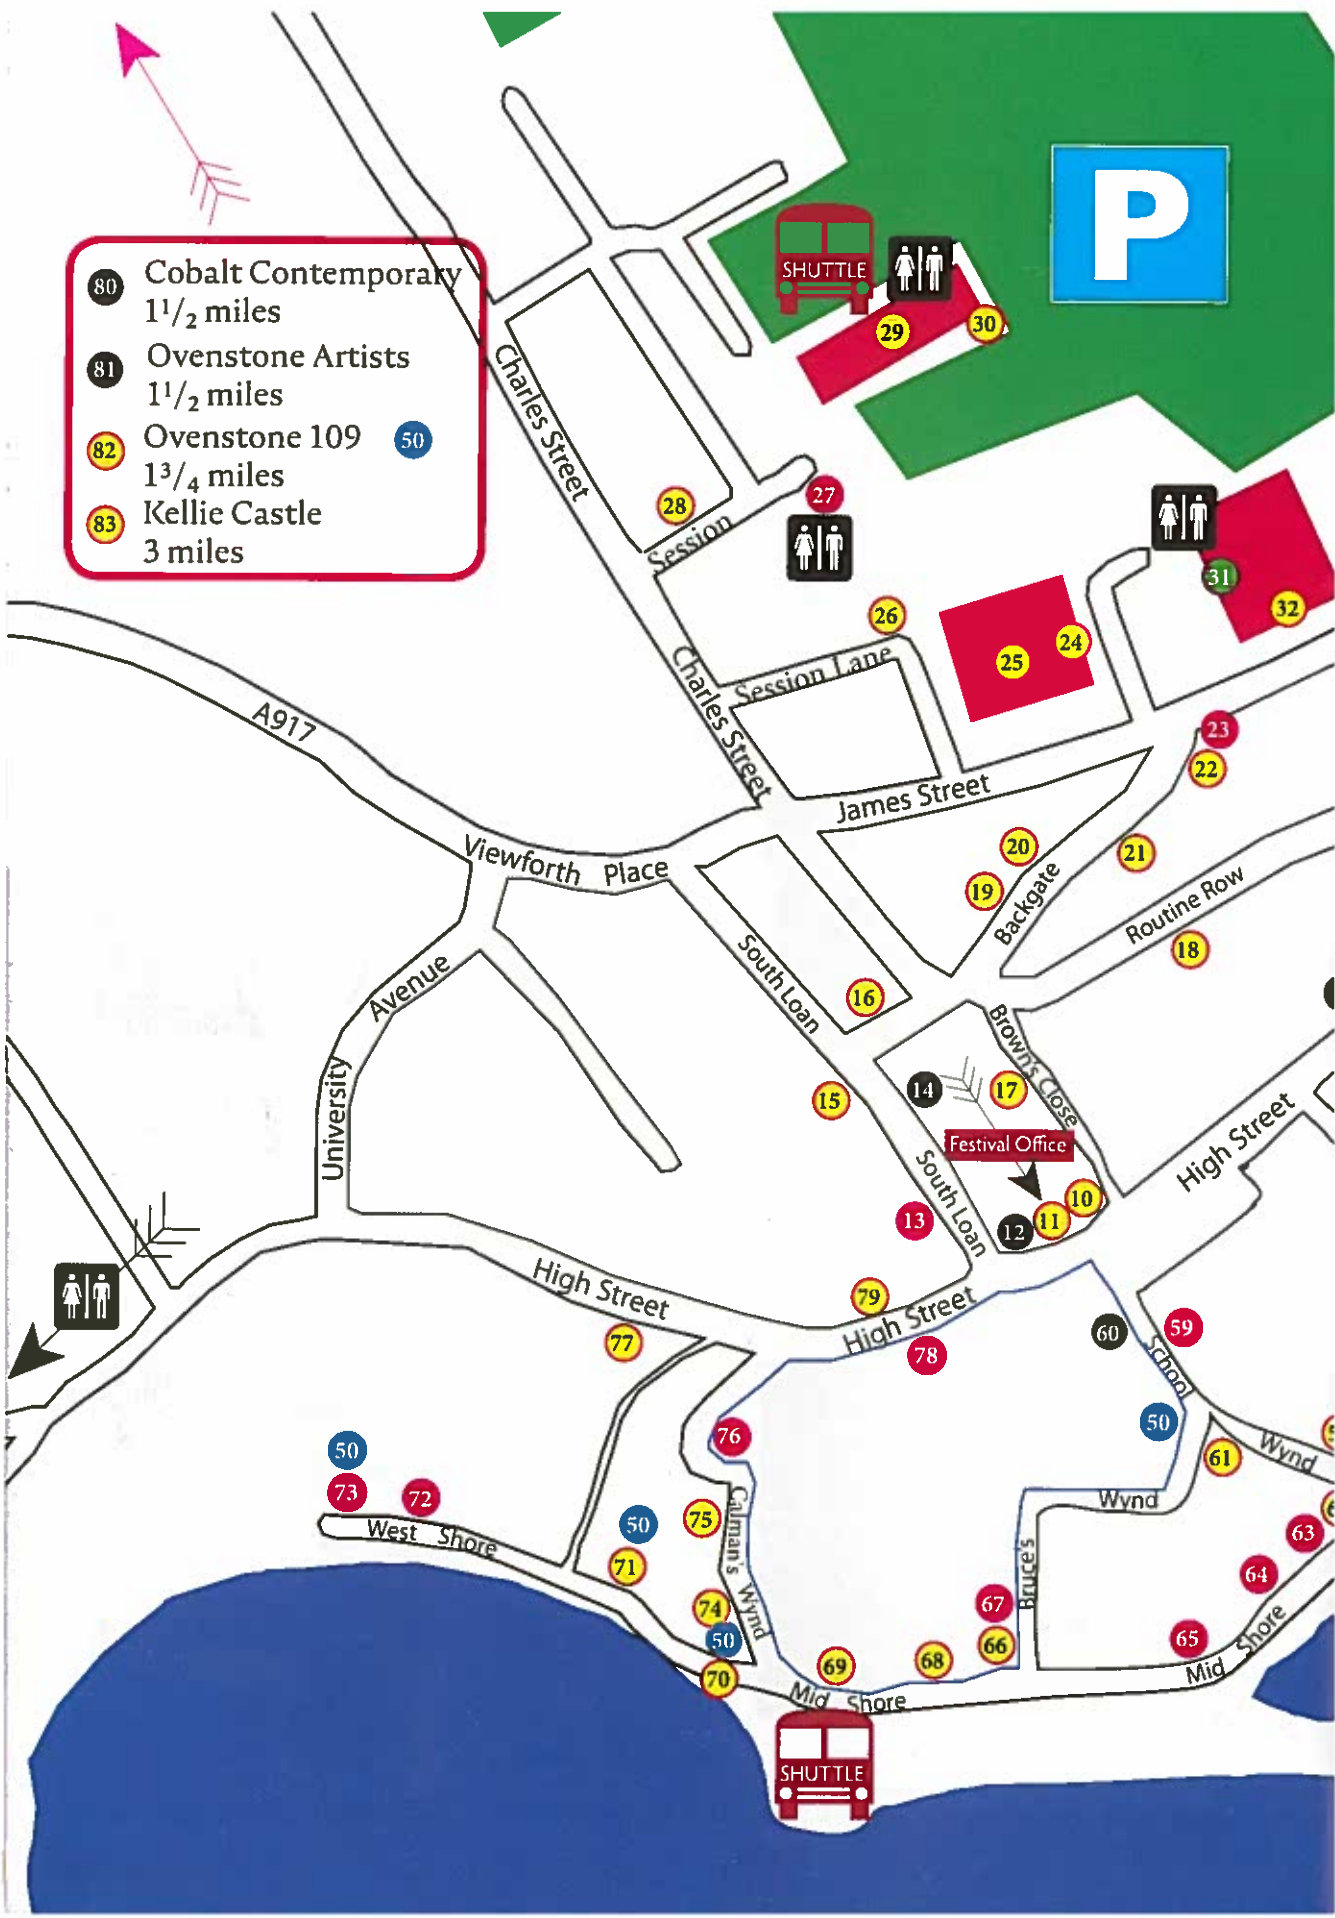 P
SHUTTLE
29
30
80 Cobalt Contemporary
1 1/2 miles
81 Ovenstone Artists
1 1/2 miles
82 Ovenstone 109 50
1 3/4 miles
83 Kellie Castle
3 miles
Charles Street
28
27
Session
31
32
26
25
24
Session Lane
Charles Street
A917
23
22
James Street
Viewforth Place
20
21
19
Backgate
Routine Row
18
South Loan
16
Avenue
University
Brown's Close
14
17
15
Festival Office
High Street
South Loan
10
11
12
13
High Street
79
High Street
77
78
60
59
School
50
Wynd
61
76
50
73
72
West Shore
75
50
71
Calman's Wynd
Wynd
Bruce's
63
64
65
67
66
74
50
70
69
68
Mid Shore
Mid Shore
SHUTTLE